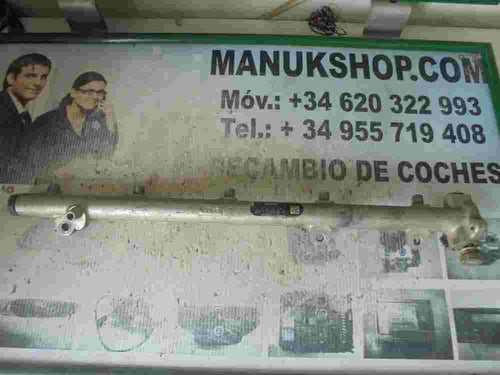 MANUKSHOP.COM
Móv.: +34 620 322 993
Tel.: + 34 955 719 408
RECAMBIO DE COCHES